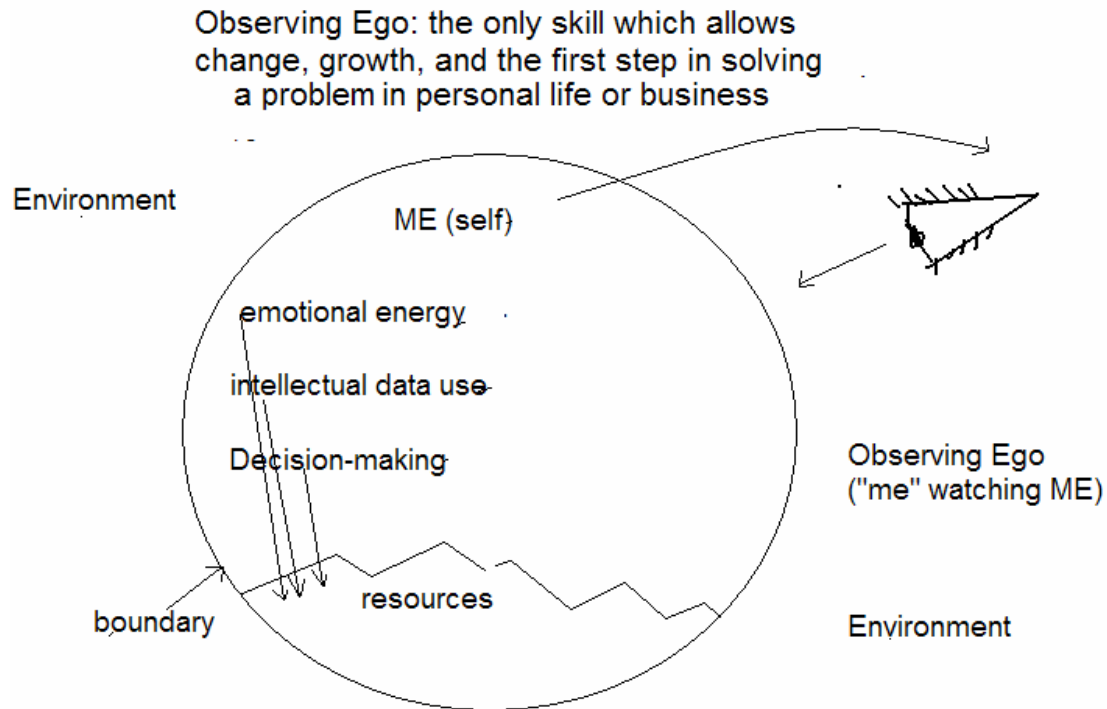 Observing Ego: the only skill which allows
change, growth, and the first step in solving
a problem in personal life or business
Environment
ME (self)
emotional energy
intellectual data use
Decision-making
Observing Ego
("me" watching ME)
resources
boundary
Environment